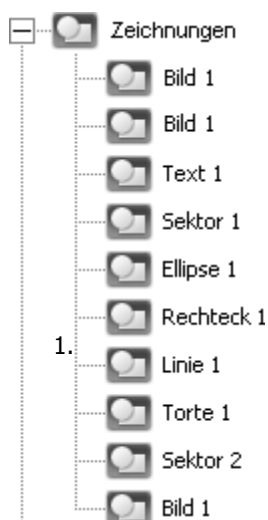 Zeichnungen
Bild 1
Bild 1
Text 1
Sektor 1
Ellipse 1
Rechteck 1
1.
Linie 1
Torte 1
Sektor 2
Bild 1